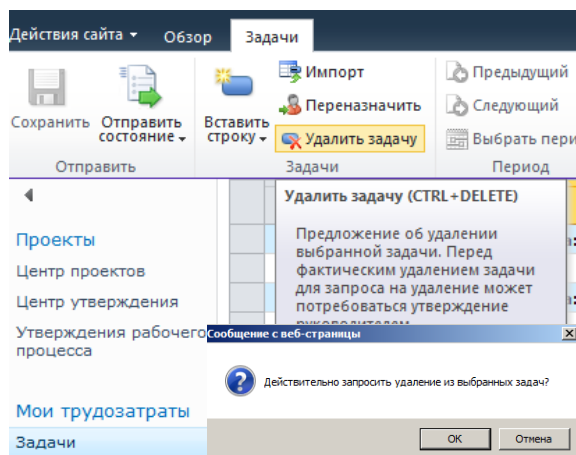 Действия сайта Обзор Задачи
Сохранить
Отправить
состояние
Вставить
строку
Импорт
Переназначить
Удалить задачу
Предыдущий
Следующий
Выбрать пери
Отправить Задачи Период
Удалить задачу (CTRL+DELETE)
Предложение об удалении
выбранной задачи. Перед
фактическим удалением задачи
для запроса на удаление может
потребоваться утверждение
руководителем
Проекты
Центр проектов
Центр утверждения
Утверждения рабочего
процесса
Мои трудозатраты
Задачи
Сообщение с веб-страницы
Действительно запросить удаление из выбранных задач?
OK Отмена